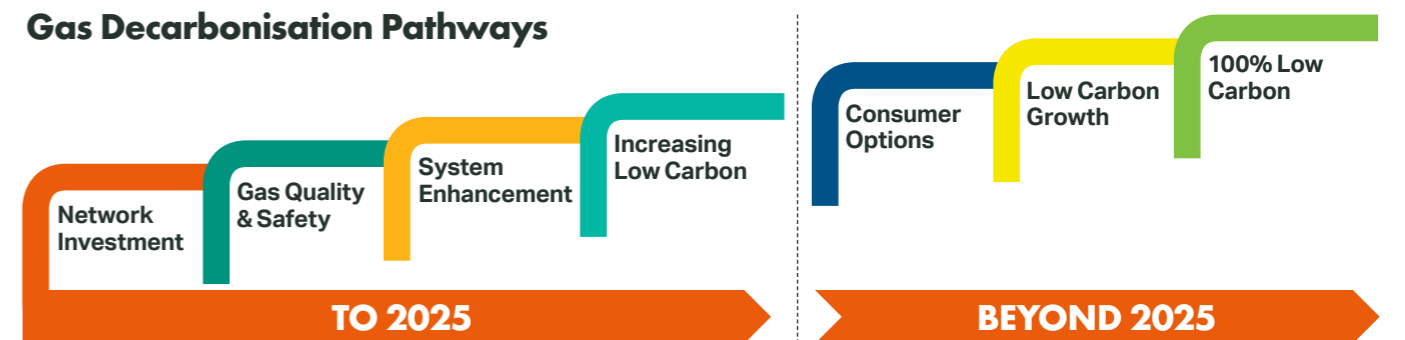 Gas Decarbonisation Pathways
Network
Investment
Gas Quality
& Safety
System
Enhancement
Increasing
Low Carbon
Consumer
Options
Low Carbon
Growth
100% Low
Carbon
TO 2025
BEYOND 2025